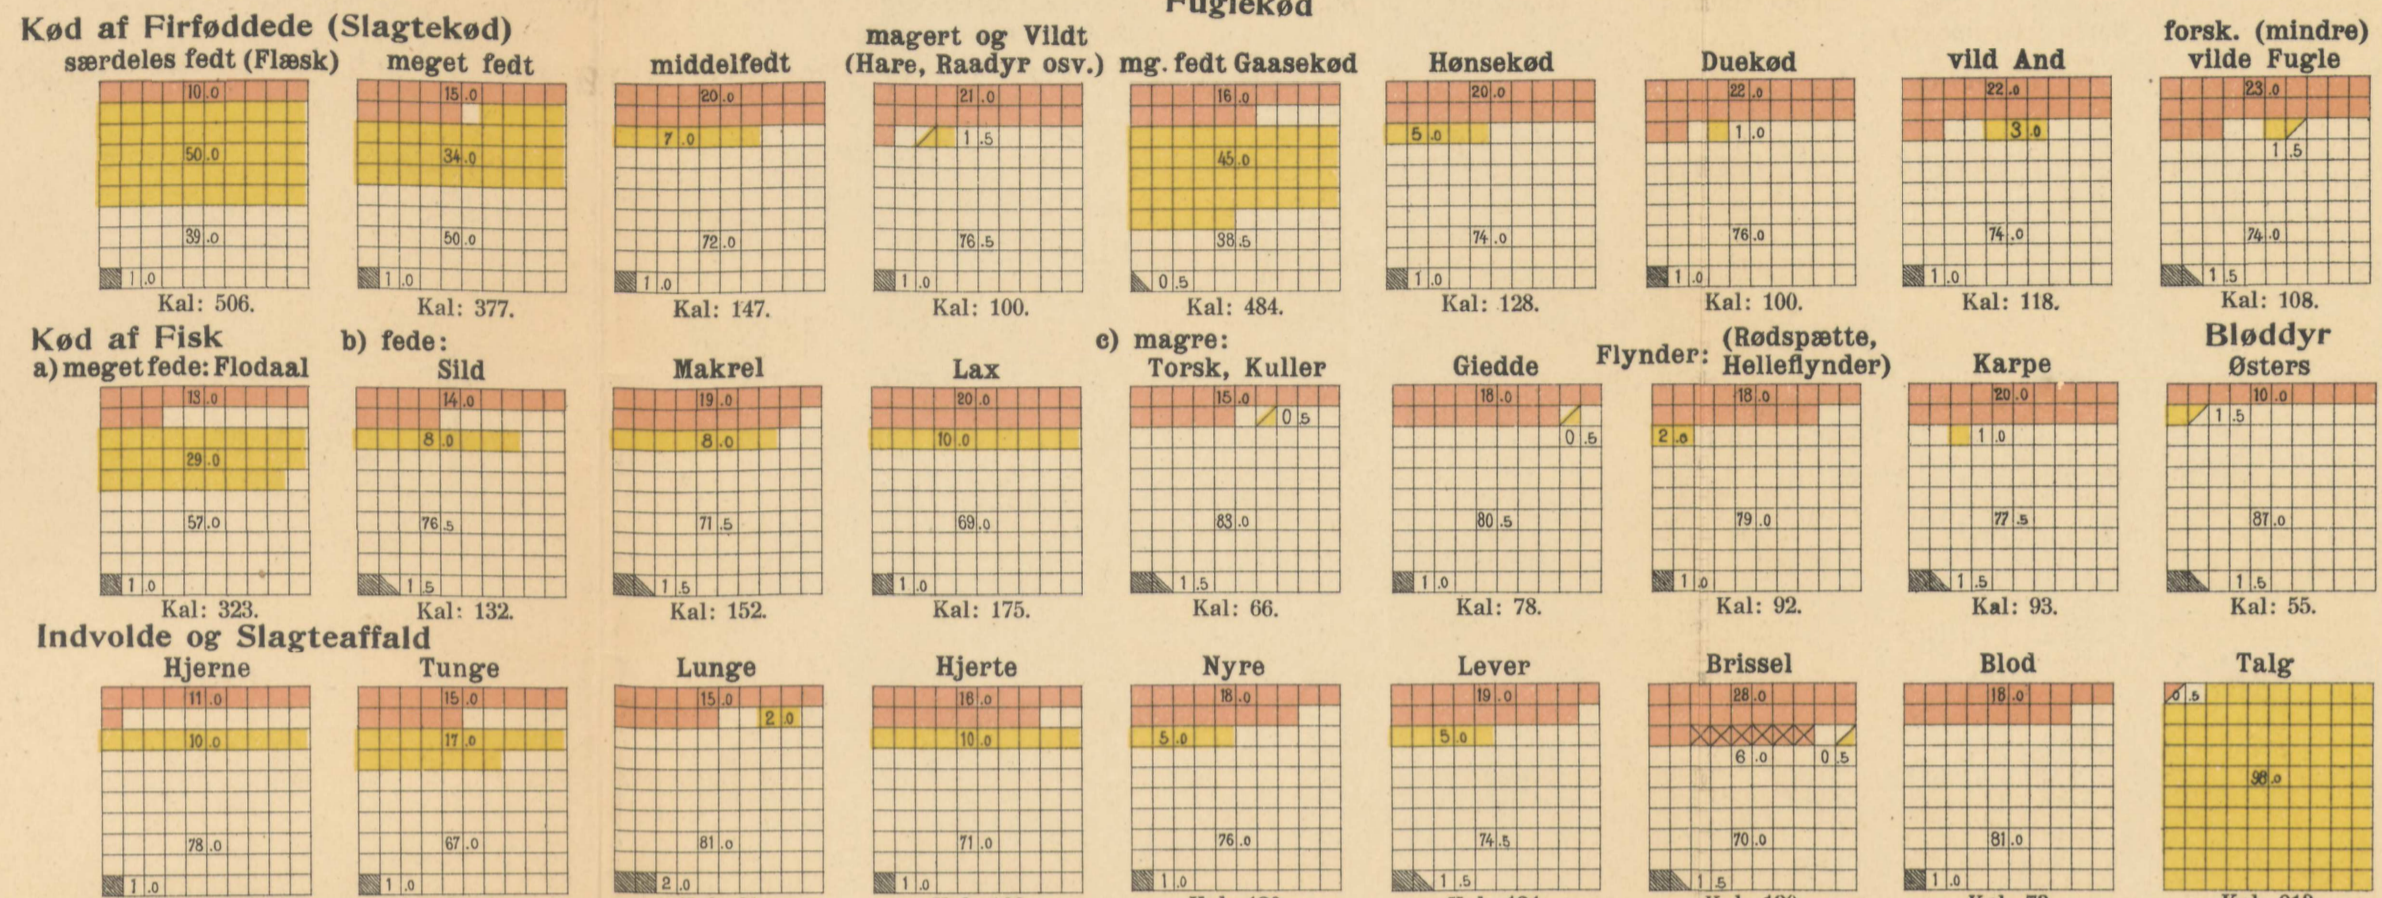 Fuglekød
Kød af Firføddede (Slagtekød)
særdeles fedt (Flæsk)
meget fedt
middelfedt
magert og Vildt
(Hare, Raadyr osv.)
mg. fedt Gaasekød
Hønsekød
Duekød
vild And
forsk. (mindre)
vilde Fugle
10.0
50.0
39.0
1.0
Kal: 506.
15.0
34.0
50.0
1.0
Kal: 377.
20.0
7.0
72.0
1.0
Kal: 147.
21.0
1.5
76.5
1.0
Kal: 100.
16.0
45.0
38.5
0.5
Kal: 484.
20.0
5.0
74.0
1.0
Kal: 128.
22.0
1.0
76.0
1.0
Kal: 100.
22.0
3.0
74.0
1.0
Kal: 118.
23.0
1.5
74.0
1.5
Kal: 108.
Kød af Fisk
a) meget fede: Flodaal
b) fede:
Sild
Makrel
Lax
c) magre:
Torsk, Kuller
Giedde
Flynder: (Rødspætte,
Helleflynder)
Karpe
Bløddyr
Østers
13.0
29.0
57.0
1.0
Kal: 323.
14.0
8.0
76.5
1.5
Kal: 132.
19.0
8.0
71.5
1.5
Kal: 152.
20.0
10.0
69.0
1.0
Kal: 175.
15.0
0.5
83.0
1.5
Kal: 66.
18.0
0.5
80.5
1.0
Kal: 78.
18.0
2.0
79.0
1.0
Kal: 92.
20.0
1.0
77.5
1.5
Kal: 93.
10.0
1.5
87.0
1.5
Kal: 55.
Indvolde og Slagteaffald
Hjerne
11.0
10.0
78.0
1.0
Tunge
15.0
17.0
67.0
1.0
Lunge
15.0
2.0
81.0
2.0
Hjerte
16.0
10.0
71.0
1.0
Nyre
18.0
5.0
76.0
1.0
Lever
19.0
5.0
74.5
1.5
Brissel
28.0
6.0
0.5
70.0
1.5
Blod
18.0
81.0
1.0
Talg
0.5
98.0